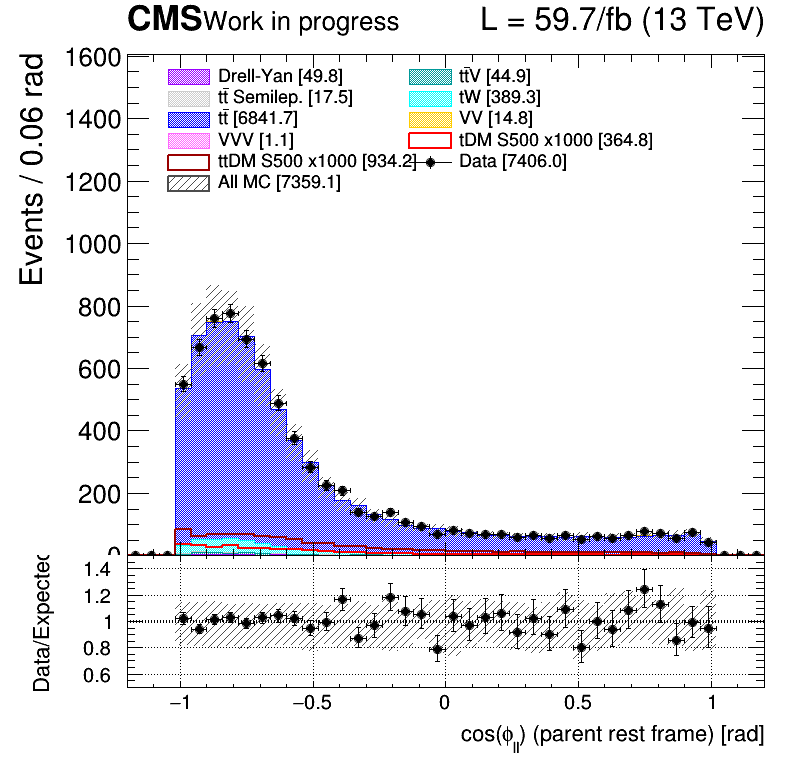 CMS Work in progress L = 59.7/fb (13 TeV)
Events / 0.06 rad
1600
1400
1200
1000
800
600
400
200
0
Drell-Yan [49.8] tt̄V [44.9]
tt̄ Semilep. [17.5] tW [389.3]
tt̄ [6841.7] VV [14.8]
VVV [1.1] tDM S500 x1000 [364.8]
ttDM S500 x1000 [934.2] Data [7406.0]
All MC [7359.1]
Data/Expected
1.4
1.2
1
0.8
0.6
−1 −0.5 0 0.5 1
cos(ϕ_ll) (parent rest frame) [rad]